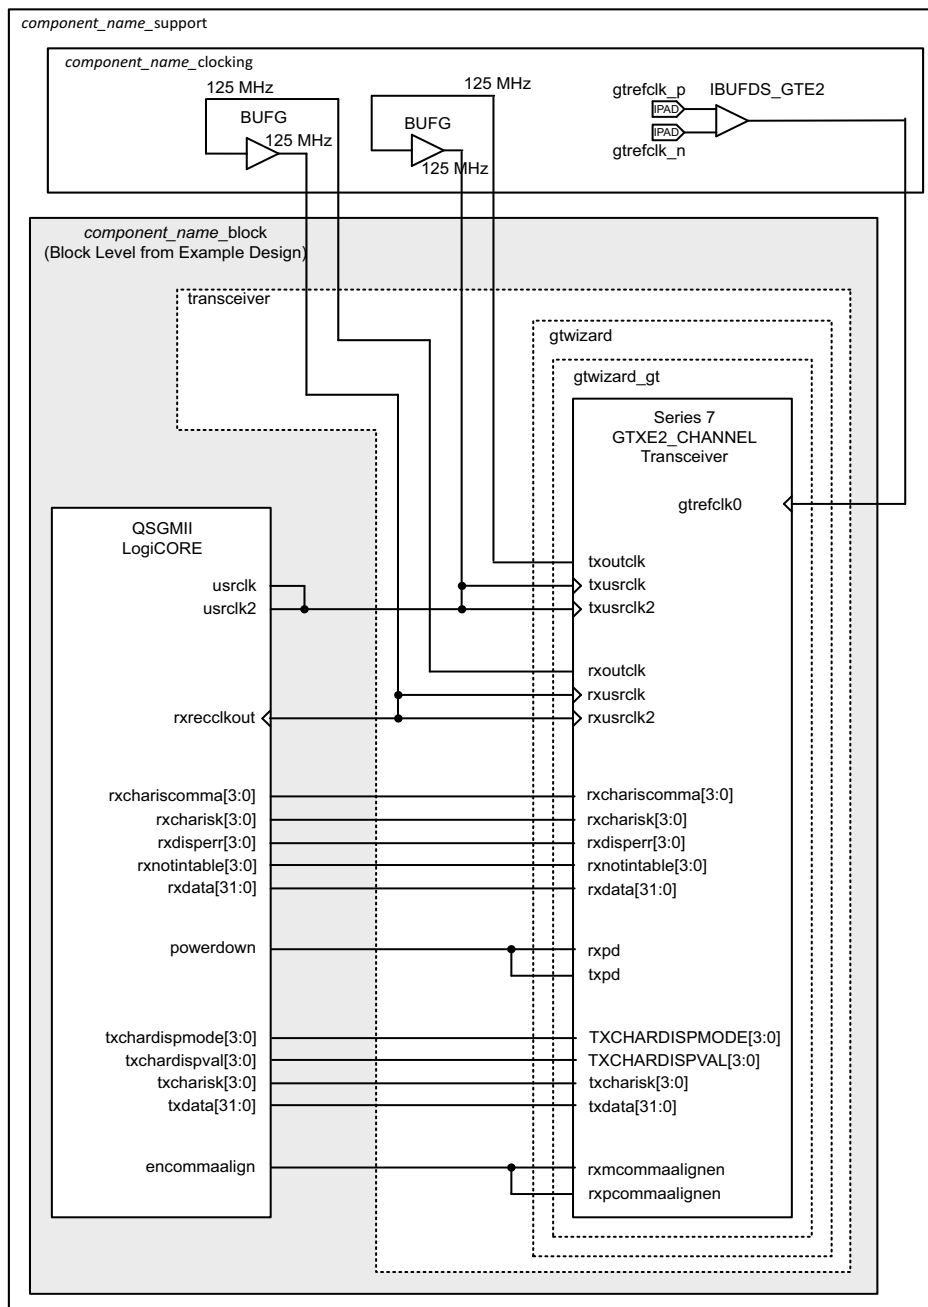 component_name_support
component_name_clocking
125 MHz
BUFG
125 MHz
125 MHz
BUFG
125 MHz
gtrefclk_p
IBUFDS_GTE2
IPAD
IPAD
gtrefclk_n
component_name_block
(Block Level from Example Design)
transceiver
gtwizard
gtwizard_gt
Series 7
GTXE2_CHANNEL
Transceiver
gtrefclk0
QSGMII
LogiCORE
txoutclk
usrclk
txusrclk
usrclk2
txusrclk2
rxoutclk
rxusrclk
rxrecclkout
rxusrclk2
rxchariscomma[3:0]
rxchariscomma[3:0]
rxcharisk[3:0]
rxcharisk[3:0]
rxdisperr[3:0]
rxdisperr[3:0]
rxnotintable[3:0]
rxnotintable[3:0]
rxdata[31:0]
rxdata[31:0]
powerdown
rxpd
txpd
txchardispmode[3:0]
TXCHARDISPMODE[3:0]
txchardispval[3:0]
TXCHARDISPVAL[3:0]
txcharisk[3:0]
txcharisk[3:0]
txdata[31:0]
txdata[31:0]
encommaalign
rxmcommaalignen
rxpcommaalignen